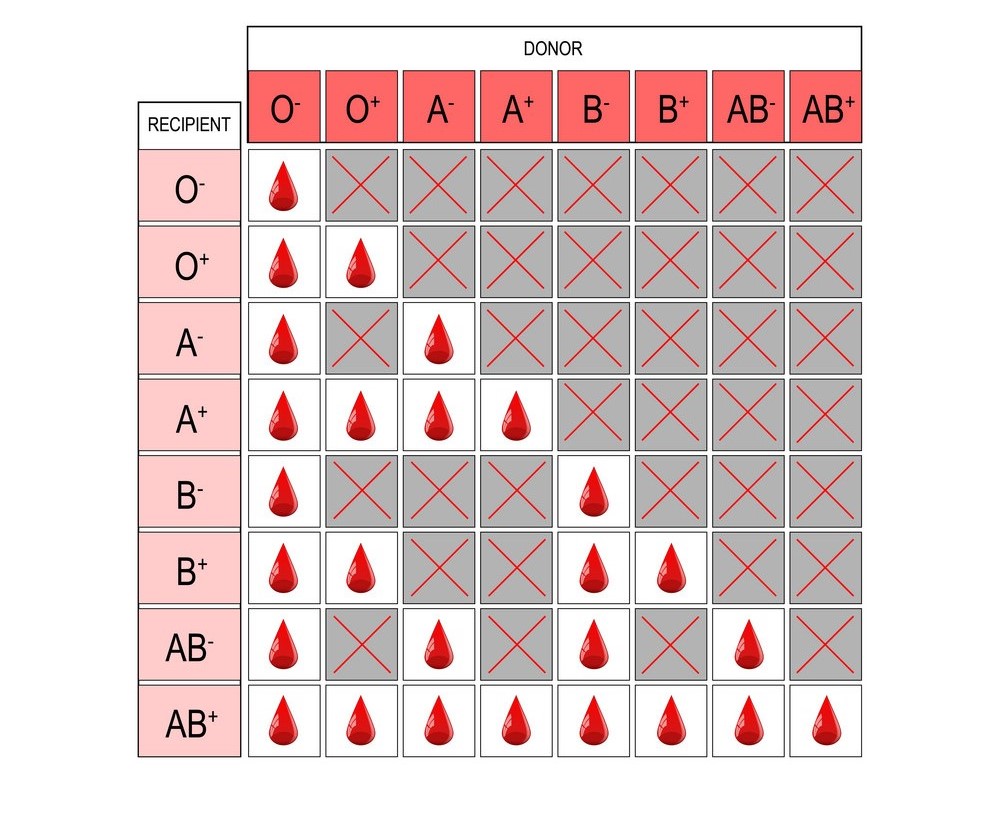 DONOR
O- O+ A- A+ B- B+ AB- AB+
RECIPIENT
O-
O+
A-
A+
B-
B+
AB-
AB+